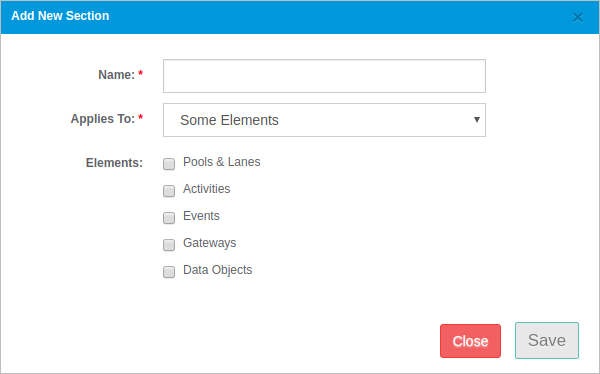 Add New Section ×
Name: *
Applies To: * Some Elements
Elements: Pools & Lanes
Activities
Events
Gateways
Data Objects
Close Save